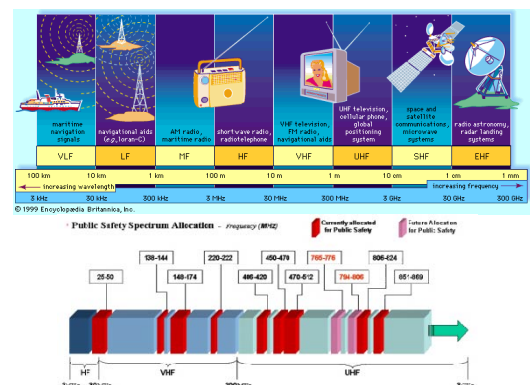 maritime navigation signals
navigational aids (e.g., loran-C)
AM radio, maritime radio
shortwave radio, radiotelephone
VHF television, FM radio, navigational aids
UHF television, cellular phone, global positioning system
space and satellite communications, microwave systems
radio astronomy, radar landing systems
VLF LF MF HF VHF UHF SHF EHF
100 km 10 km 1 km 100 m 10 m 1 m 10 cm 1 cm 1 mm
increasing wavelength increasing frequency
3 kHz 30 kHz 300 kHz 3 MHz 30 MHz 300 MHz 3 GHz 30 GHz 300 GHz
© 1999 Encyclopædia Britannica, Inc.
Public Safety Spectrum Allocation - Frequency (MHz)
Currently allocated for Public Safety
Future Allocation for Public Safety
138-144 220-222 450-470 765-776 806-824
25-50 148-174 406-420 470-512 794-806 851-869
HF VHF UHF